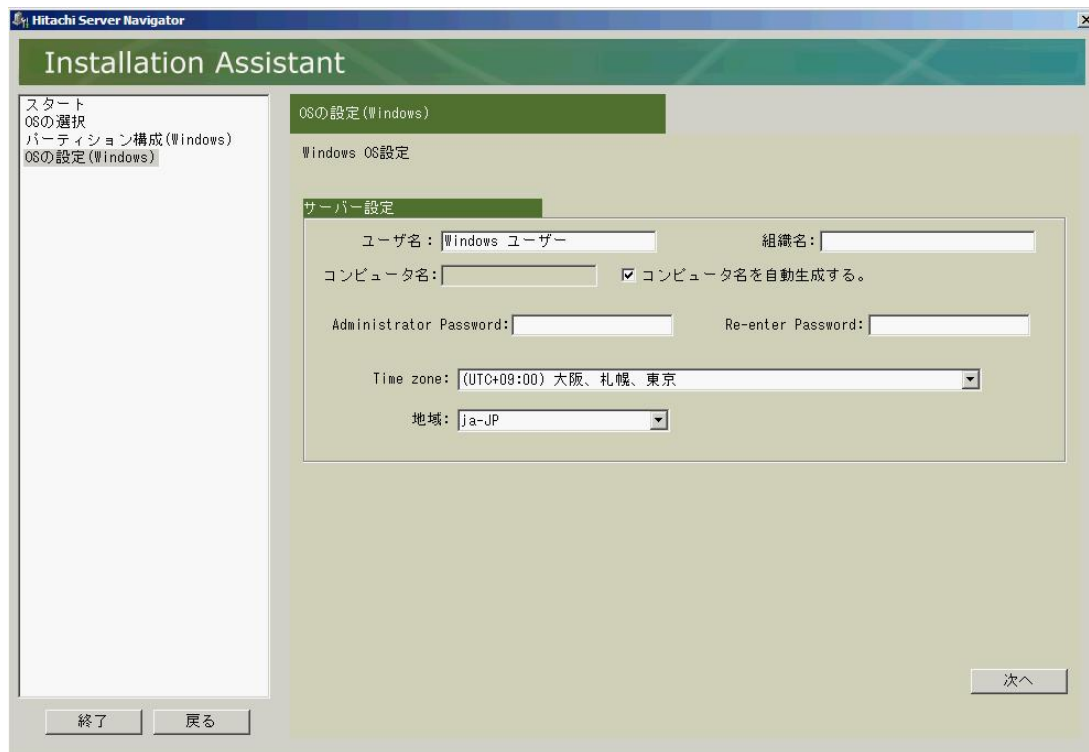 Hitachi Server Navigator
Installation Assistant
スタート
OSの選択
パーティション構成(Windows)
OSの設定(Windows)
OSの設定(Windows)
Windows OS設定
サーバー設定
ユーザ名: Windows ユーザー 組織名:
コンピュータ名: コンピュータ名を自動生成する。
Administrator Password: Re-enter Password:
Time zone: (UTC+09:00) 大阪、札幌、東京
地域: ja-JP
次へ
終了 戻る